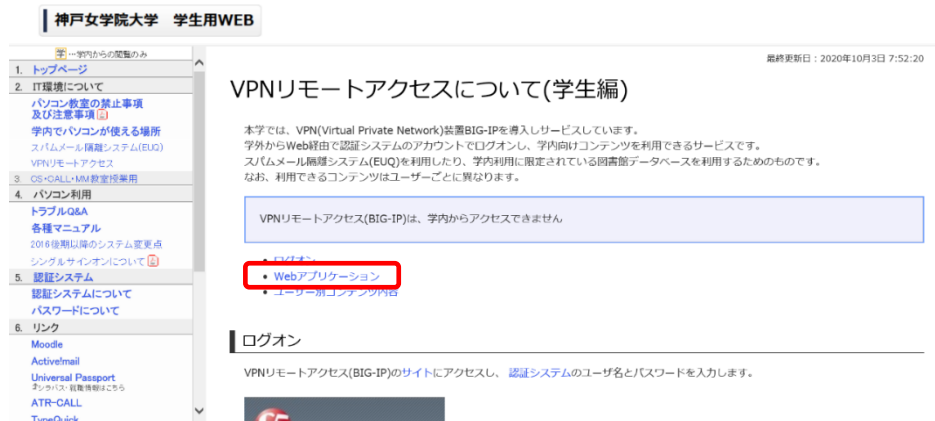 神戸女学院大学 学生用WEB
学 …学内からの閲覧のみ
1. トップページ
2. IT環境について
パソコン教室の禁止事項
及び注意事項
学内でパソコンが使える場所
スパムメール隔離システム(EUQ)
VPNリモートアクセス
3. OS・CALL・MM教室授業用
4. パソコン利用
トラブルQ&A
各種マニュアル
2016後期以降のシステム変更点
シングルサインオンについて
5. 認証システム
認証システムについて
パスワードについて
6. リンク
Moodle
Active!mail
Universal Passport
シラバス・就職情報はこちら
ATR-CALL
TypeQuick
最終更新日：2020年10月3日 7:52:20
VPNリモートアクセスについて(学生編)
本学では、VPN(Virtual Private Network)装置BIG-IPを導入しサービスしています。
学外からWeb経由で認証システムのアカウントでログオンし、学内向けコンテンツを利用できるサービスです。
スパムメール隔離システム(EUQ)を利用したり、学内利用に限定されている図書館データベースを利用するためのものです。
なお、利用できるコンテンツはユーザーごとに異なります。
VPNリモートアクセス(BIG-IP)は、学内からアクセスできません
• ログオン
• Webアプリケーション
• ユーザー別コンテンツ内容
ログオン
VPNリモートアクセス(BIG-IP)のサイトにアクセスし、 認証システムのユーザ名とパスワードを入力します。